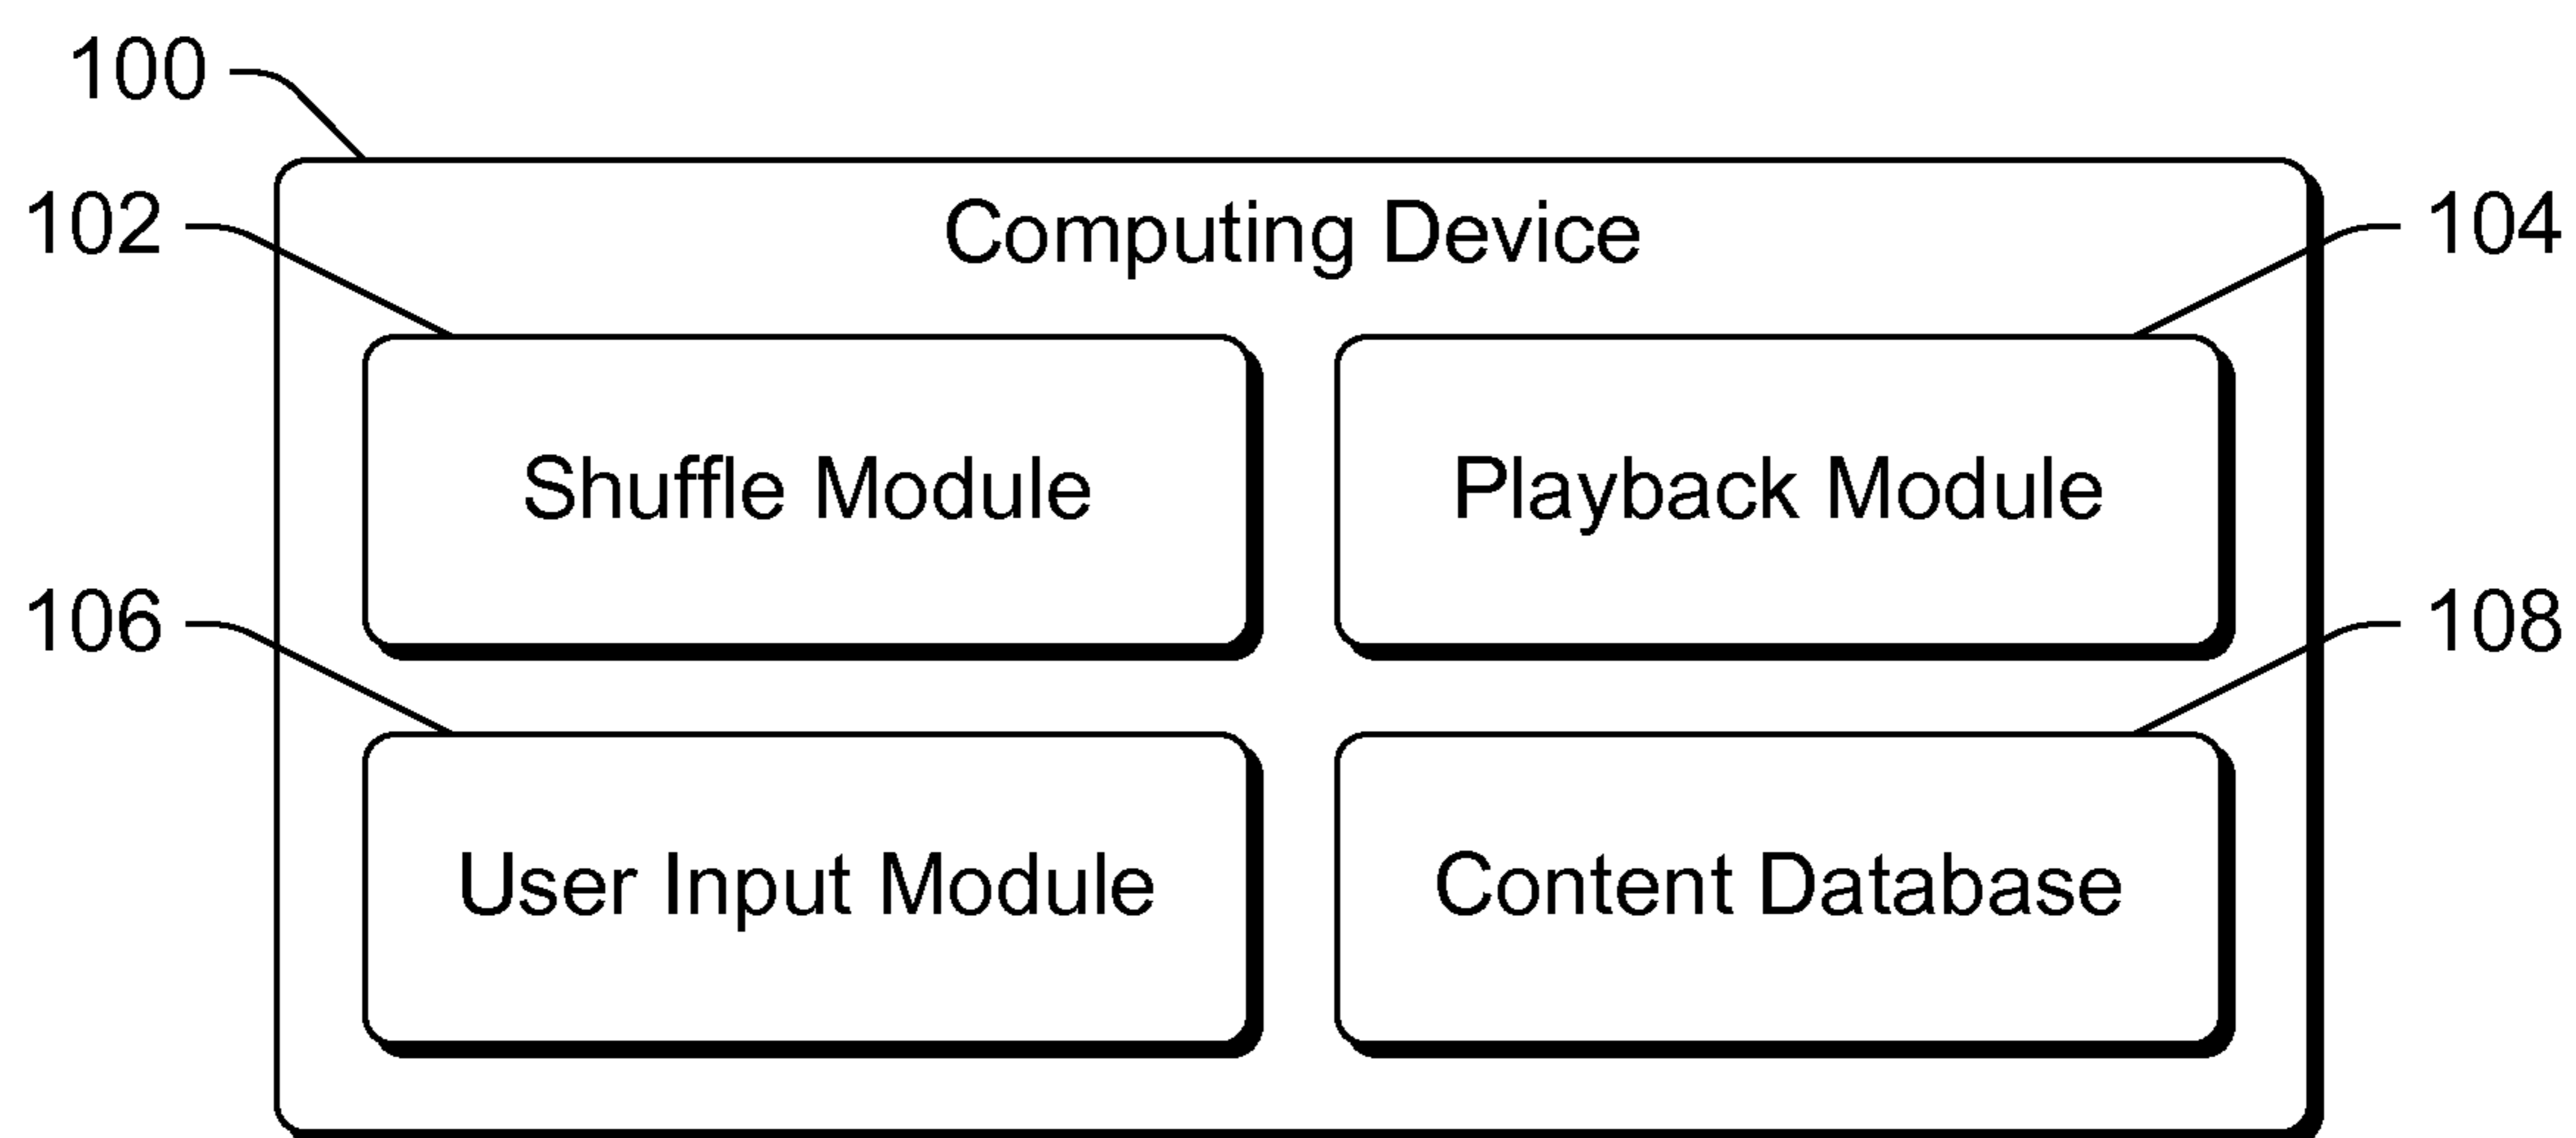 100
102
Computing Device
104
Shuffle Module
Playback Module
106
108
User Input Module
Content Database